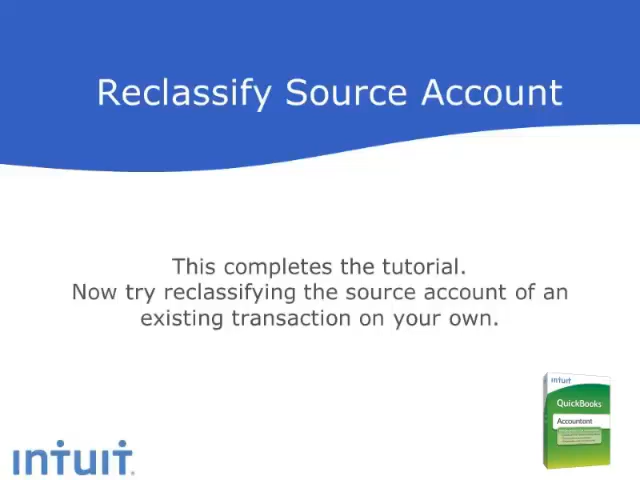 Reclassify Source Account
This completes the tutorial.
Now try reclassifying the source account of an
existing transaction on your own.
intuit
QuickBooks
Accountant
intuit